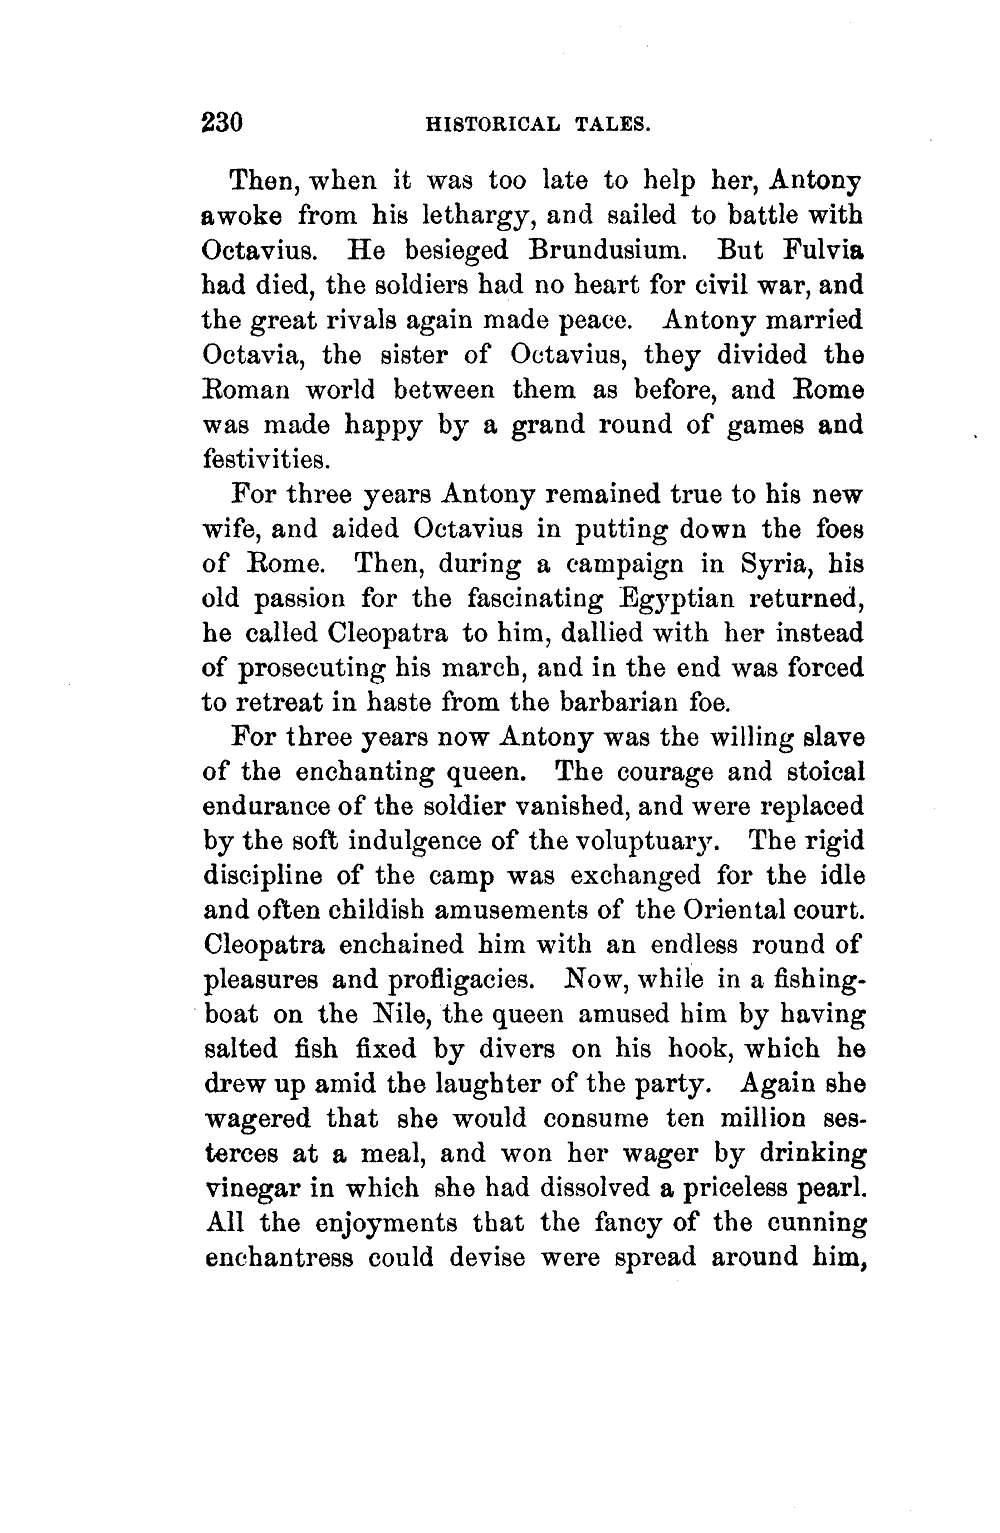 230 HISTORICAL TALES.
Then, when it was too late to help her, Antony
awoke from his lethargy, and sailed to battle with
Octavius. He besieged Brundusium. But Fulvia
had died, the soldiers had no heart for civil war, and
the great rivals again made peace. Antony married
Octavia, the sister of Octavius, they divided the
Roman world between them as before, and Rome
was made happy by a grand round of games and
festivities.
For three years Antony remained true to his new
wife, and aided Octavius in putting down the foes
of Rome. Then, during a campaign in Syria, his
old passion for the fascinating Egyptian returned,
he called Cleopatra to him, dallied with her instead
of prosecuting his march, and in the end was forced
to retreat in haste from the barbarian foe.
For three years now Antony was the willing slave
of the enchanting queen. The courage and stoical
endurance of the soldier vanished, and were replaced
by the soft indulgence of the voluptuary. The rigid
discipline of the camp was exchanged for the idle
and often childish amusements of the Oriental court.
Cleopatra enchained him with an endless round of
pleasures and profligacies. Now, while in a fishing-
boat on the Nile, the queen amused him by having
salted fish fixed by divers on his hook, which he
drew up amid the laughter of the party. Again she
wagered that she would consume ten million ses-
terces at a meal, and won her wager by drinking
vinegar in which she had dissolved a priceless pearl.
All the enjoyments that the fancy of the cunning
enchantress could devise were spread around him,